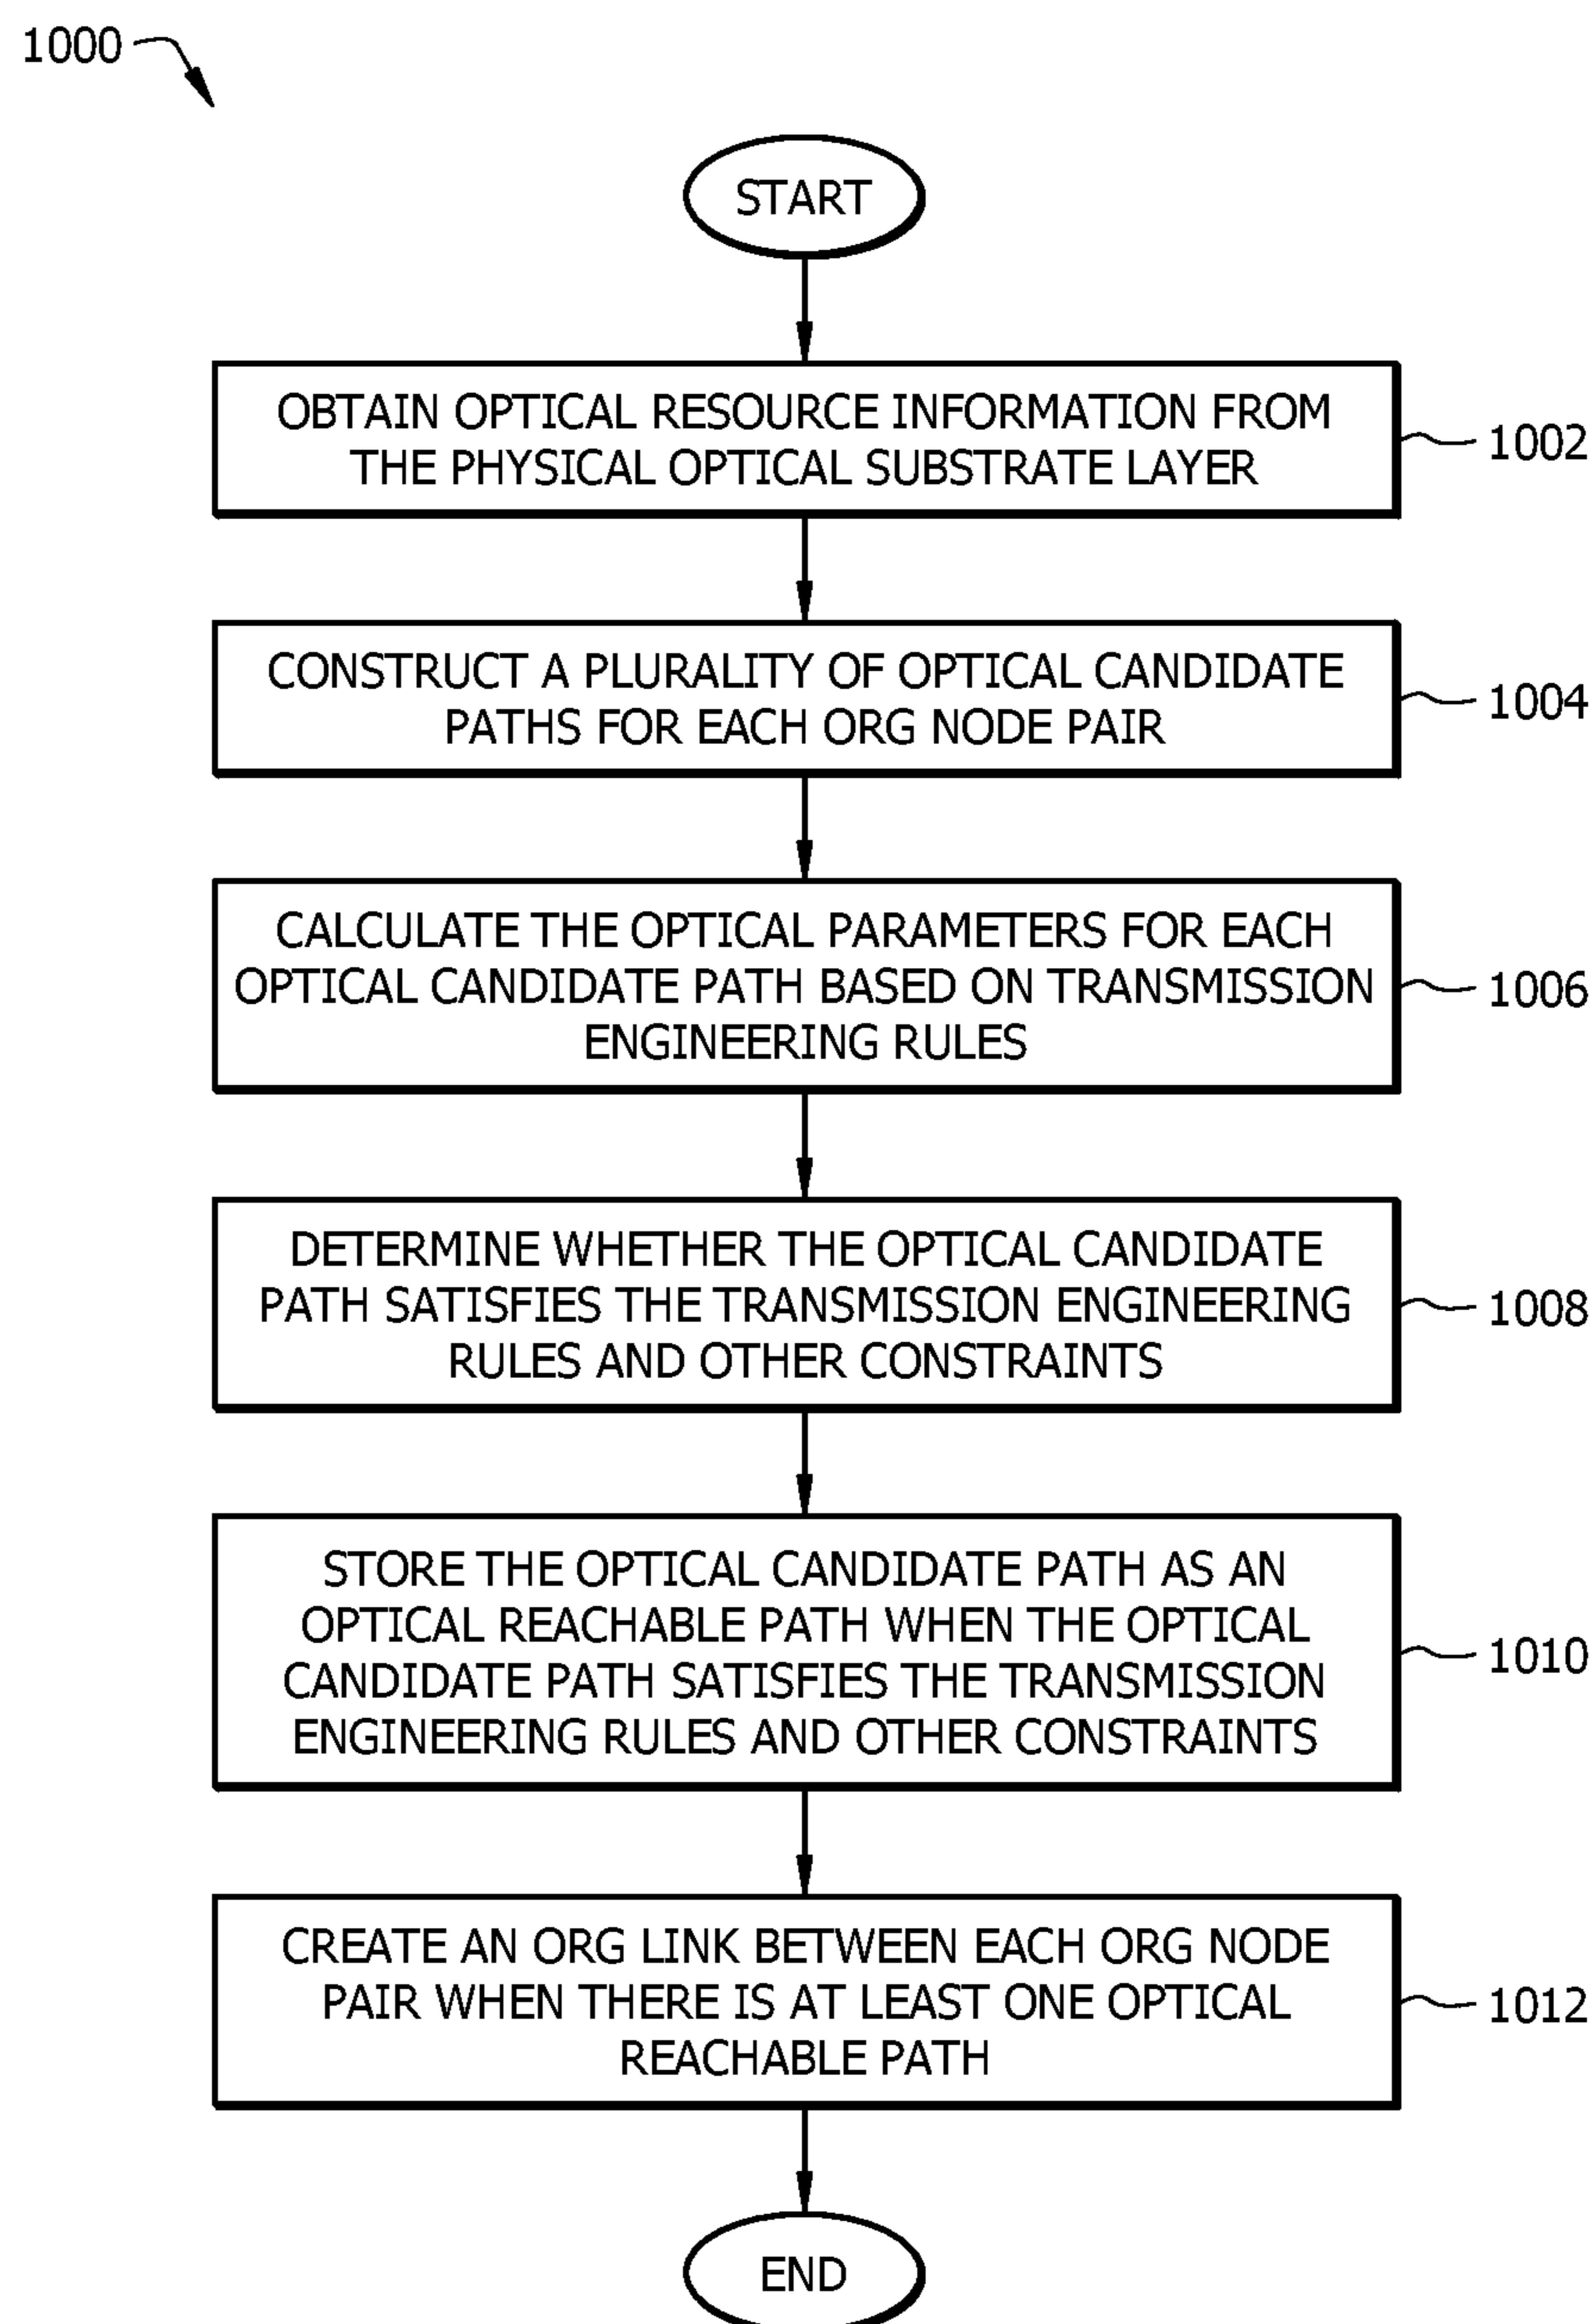 1000
START
OBTAIN OPTICAL RESOURCE INFORMATION FROM
THE PHYSICAL OPTICAL SUBSTRATE LAYER
1002
CONSTRUCT A PLURALITY OF OPTICAL CANDIDATE
PATHS FOR EACH ORG NODE PAIR
1004
CALCULATE THE OPTICAL PARAMETERS FOR EACH
OPTICAL CANDIDATE PATH BASED ON TRANSMISSION
ENGINEERING RULES
1006
DETERMINE WHETHER THE OPTICAL CANDIDATE
PATH SATISFIES THE TRANSMISSION ENGINEERING
RULES AND OTHER CONSTRAINTS
1008
STORE THE OPTICAL CANDIDATE PATH AS AN
OPTICAL REACHABLE PATH WHEN THE OPTICAL
CANDIDATE PATH SATISFIES THE TRANSMISSION
ENGINEERING RULES AND OTHER CONSTRAINTS
1010
CREATE AN ORG LINK BETWEEN EACH ORG NODE
PAIR WHEN THERE IS AT LEAST ONE OPTICAL
REACHABLE PATH
1012
END